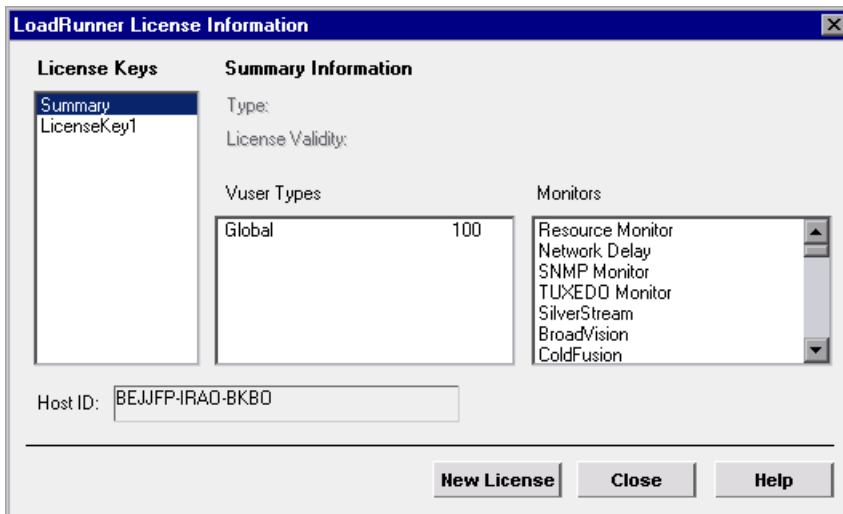 LoadRunner License Information
License Keys
Summary
LicenseKey1
Summary Information
Type:
License Validity:
Vuser Types
Global 100
Monitors
Resource Monitor
Network Delay
SNMP Monitor
TUXEDO Monitor
SilverStream
BroadVision
ColdFusion
Host ID: BEJJFP-IRAO-BKBO
New License
Close
Help